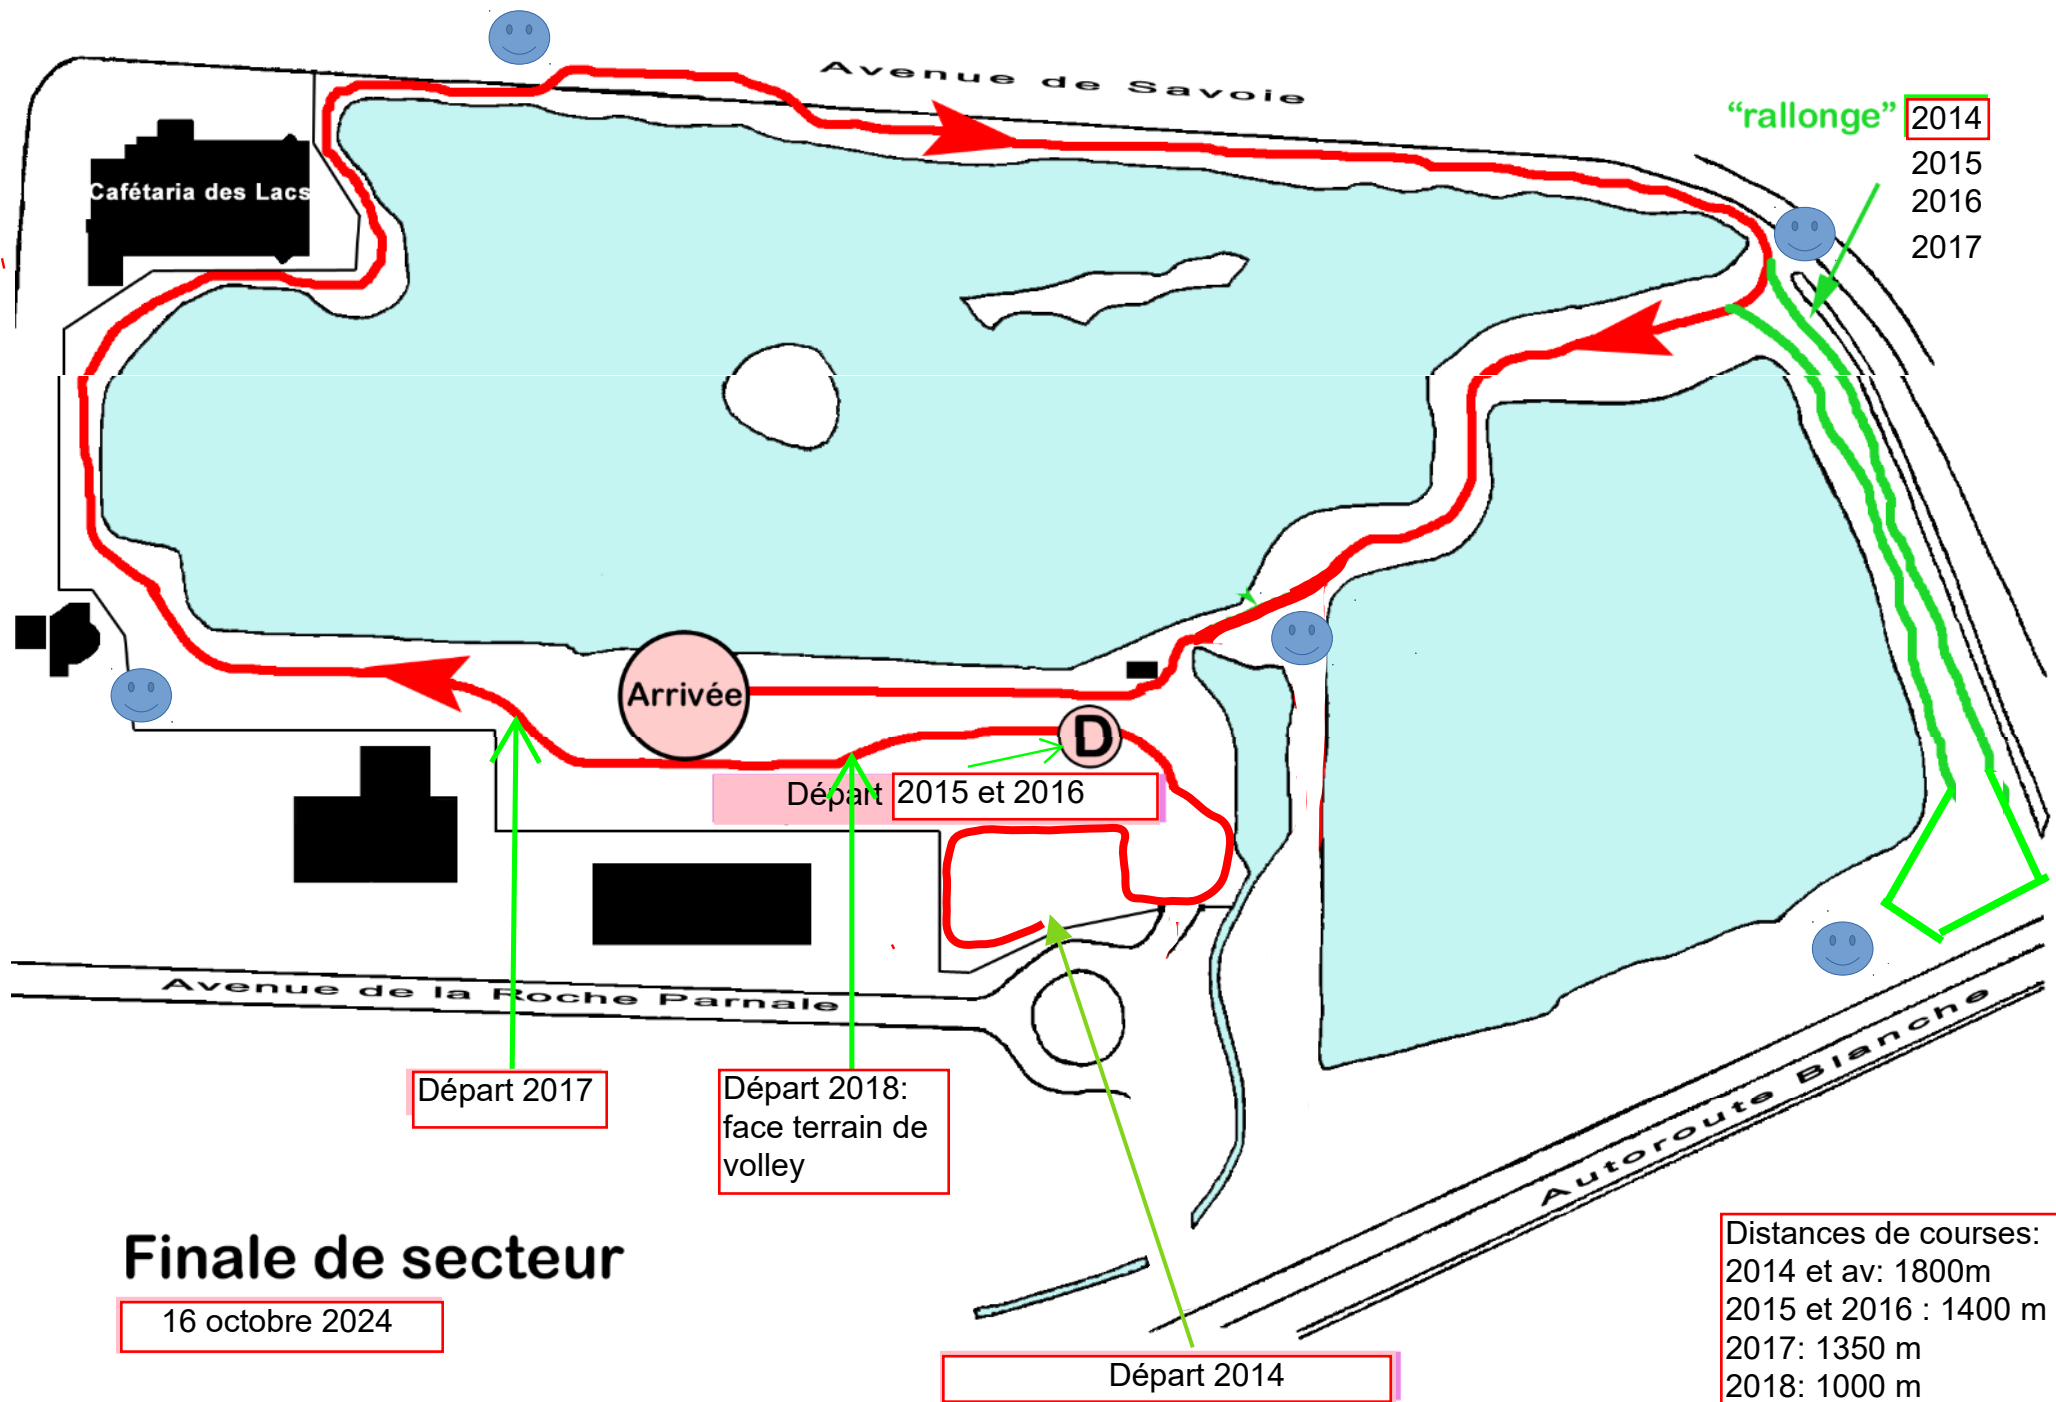 Avenue de Savoie
"rallonge" 2014
2015
2016
2017
Cafétaria des Lacs
Arrivée
D
Départ 2015 et 2016
Avenue de la Roche Parnale
Départ 2017
Départ 2018:
face terrain de
volley
Autoroute Blanche
Finale de secteur
16 octobre 2024
Départ 2014
Distances de courses:
2014 et av: 1800m
2015 et 2016 : 1400 m
2017: 1350 m
2018: 1000 m